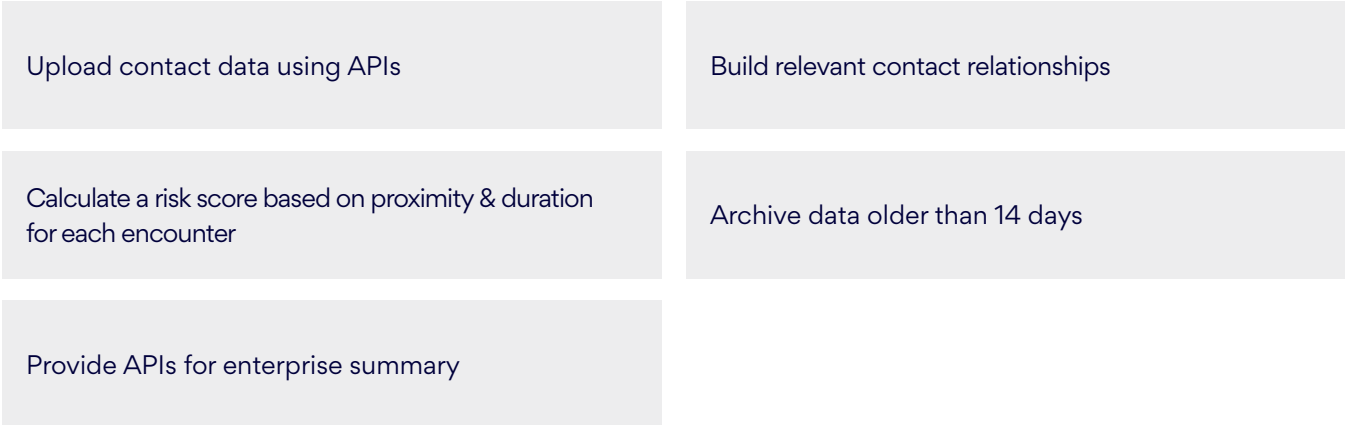 Upload contact data using APIs
Build relevant contact relationships
Calculate a risk score based on proximity & duration
for each encounter
Archive data older than 14 days
Provide APIs for enterprise summary